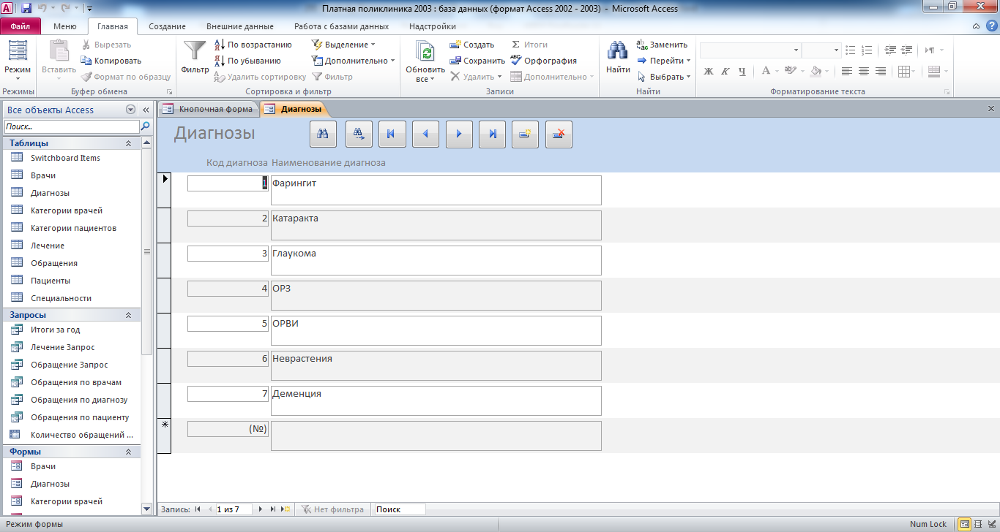 Платная поликлиника 2003 : база данных (формат Access 2002 - 2003) - Microsoft Access
Файл Меню Главная Создание Внешние данные Работа с базами данных Надстройки
Режим
Режимы
Вставить
Вырезать
Копировать
Формат по образцу
Буфер обмена
Фильтр
По возрастанию
По убыванию
Удалить сортировку
Выделение
Дополнительно
Фильтр
Сортировка и фильтр
Обновить
все
Создать
Сохранить
Удалить
Итоги
Орфография
Дополнительно
Записи
Найти
Заменить
Перейти
Выбрать
Найти
Ж К Ч A
Форматирование текста
Все объекты Access
Поиск...
Таблицы
Switchboard Items
Врачи
Диагнозы
Категории врачей
Категории пациентов
Лечение
Обращения
Пациенты
Специальности
Запросы
Итоги за год
Лечение Запрос
Обращение Запрос
Обращения по врачам
Обращения по диагнозу
Обращения по пациенту
Количество обращений ...
Формы
Врачи
Диагнозы
Категории врачей
Кнопочная форма Диагнозы
Диагнозы
Код диагноза Наименование диагноза
1 Фарингит
2 Катаракта
3 Глаукома
4 ОРЗ
5 ОРВИ
6 Неврастения
7 Деменция
(№)
Запись: 1 из 7 Нет фильтра Поиск
Режим формы Num Lock